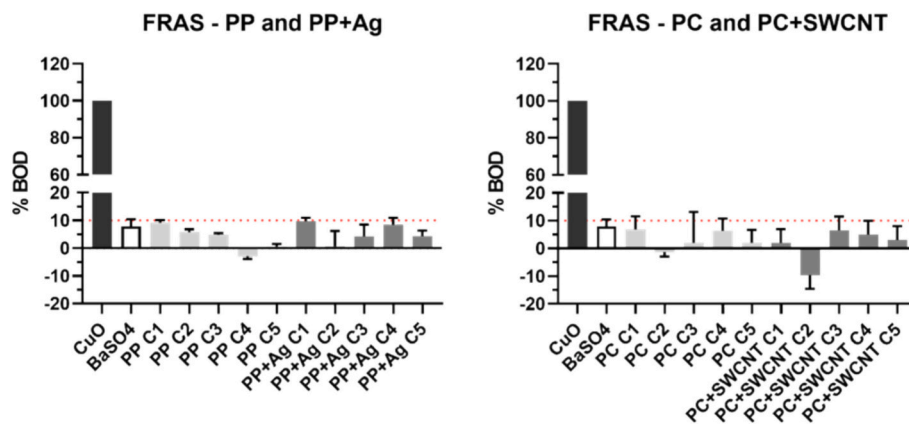 FRAS - PP and PP+Ag
% BOD
120
100
80
60
20
10
0
-10
-20
CuO
BaSO4
PP C1
PP C2
PP C3
PP C4
PP C5
PP+Ag C1
PP+Ag C2
PP+Ag C3
PP+Ag C4
PP+Ag C5
FRAS - PC and PC+SWCNT
% BOD
120
100
80
60
20
10
0
-10
-20
CuO
BaSO4
PC C1
PC C2
PC C3
PC C4
PC C5
PC+SWCNT C1
PC+SWCNT C2
PC+SWCNT C3
PC+SWCNT C4
PC+SWCNT C5